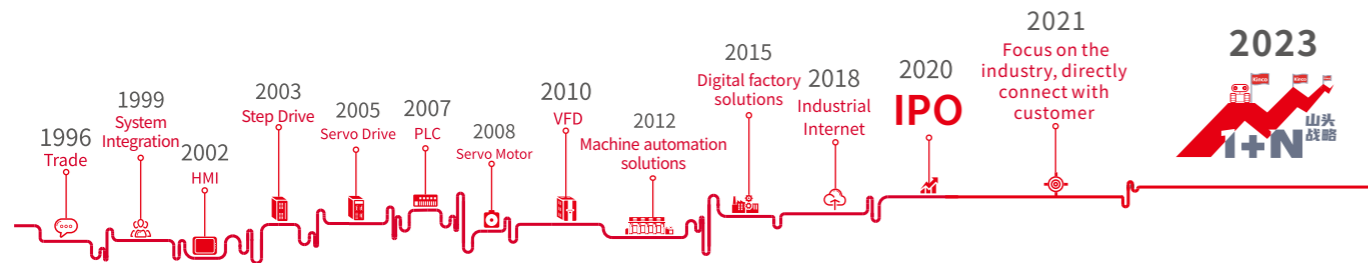 1996
Trade
1999
System
Integration
2002
HMI
2003
Step Drive
2005
Servo Drive
2007
PLC
2008
Servo Motor
2010
VFD
2012
Machine automation
solutions
2015
Digital factory
solutions
2018
Industrial
Internet
2020
IPO
2021
Focus on the
industry, directly
connect with
customer
2023
Kinco
Kinco
1+N
山头
战略